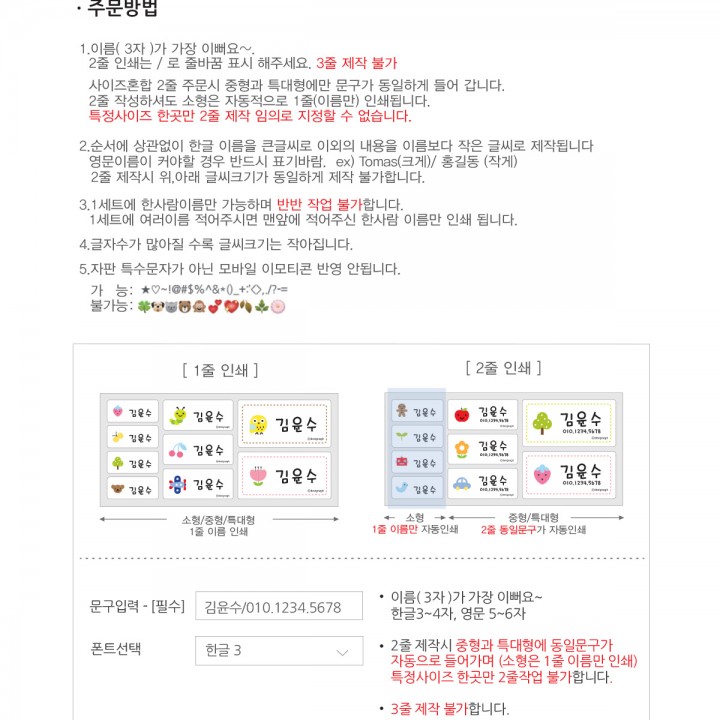 · 주문방법
1.이름( 3자 )가 가장 이뻐요~.
2줄 인쇄는 / 로 줄바꿈 표시 해주세요. 3줄 제작 불가
사이즈혼합 2줄 주문시 중형과 특대형에만 문구가 동일하게 들어 갑니다.
2줄 작성하셔도 소형은 자동적으로 1줄(이름만) 인쇄됩니다.
특정사이즈 한곳만 2줄 제작 임의로 지정할 수 없습니다.
2.순서에 상관없이 한글 이름을 큰글씨로 이외의 내용을 이름보다 작은 글씨로 제작됩니다
영문이름이 커야할 경우 반드시 표기바람. ex) Tomas(크게)/ 홍길동 (작게)
2줄 제작시 위,아래 글씨크기가 동일하게 제작 불가합니다.
3.1세트에 한사람이름만 가능하며 반반 작업 불가합니다.
1세트에 여러이름 적어주시면 맨앞에 적어주신 한사람 이름만 인쇄 됩니다.
4.글자수가 많아질 수록 글씨크기는 작아집니다.
5.자판 특수문자가 아닌 모바일 이모티콘 반영 안됩니다.
가 능: ★♡~!@#$%^&*()_+:'<>,./?-=
불가능:
[ 1줄 인쇄 ]
[ 2줄 인쇄 ]
김윤수 김윤수 김윤수
김윤수 김윤수
김윤수 김윤수 김윤수
김윤수
김윤수 김윤수 김윤수
010.1234.5678 010.1234.5678
김윤수 김윤수
010.1234.5678
김윤수 김윤수 김윤수
010.1234.5678 010.1234.5678
김윤수
소형/중형/특대형
1줄 이름 인쇄
소형
1줄 이름만 자동인쇄
중형/특대형
2줄 동일문구가 자동인쇄
문구입력 - [필수] 김윤수/010.1234.5678
폰트선택 한글 3
• 이름( 3자 )가 가장 이뻐요~
한글3~4자, 영문 5~6자
• 2줄 제작시 중형과 특대형에 동일문구가
자동으로 들어가며 (소형은 1줄 이름만 인쇄)
특정사이즈 한곳만 2줄작업 불가합니다.
• 3줄 제작 불가합니다.